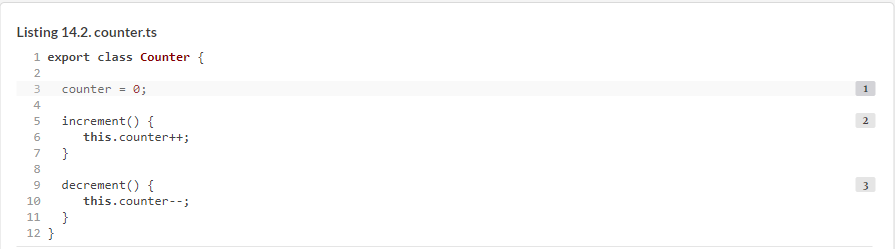 Listing 14.2. counter.ts
1 export class Counter {
2
3 counter = 0; 1
4
5 increment() { 2
6 this.counter++;
7 }
8
9 decrement() { 3
10 this.counter--;
11 }
12 }